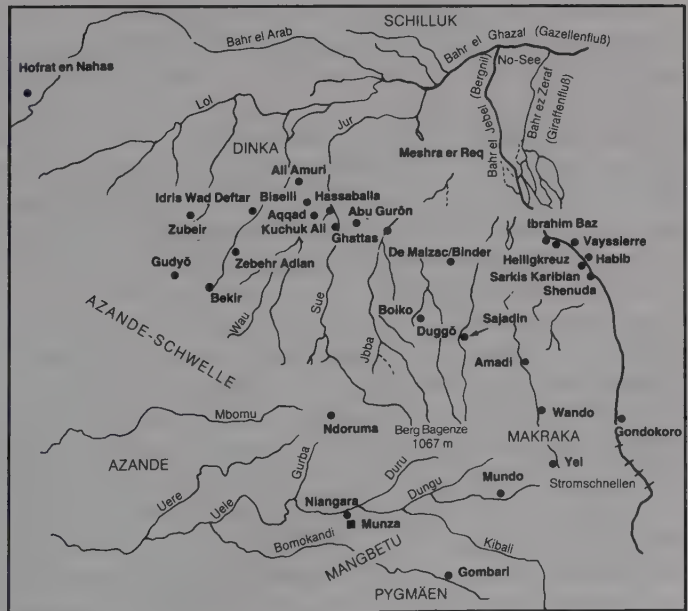 SCHILLUK
Bahr el Ghazal (Gazellenfluß)
Bahr el Arab
No-See
Hofrat en Nahas
Bahr el Jebel (Bergnil)
Bahr ez Zeraf
(Giraffenfluß)
Lol
Jur
DINKA
Meshra er Req
Ali Amuri
Idris Wad Deftar
Biselli
Hassaballa
Zubeir
Aqqad
Abu Gurōn
Kuchuk Ali
Ghattas
Ibrahim Baz
Vayssierre
Heiligkreuz
Habib
De Malzac/Binder
Sarkis Karibian
Shenuda
Gudyō
Zebehr Adlan
Bekir
Wau
Sue
Boiko
Duggō
Sajadin
Jbba
Amadi
AZANDE-SCHWELLE
Mbomu
Ndoruma
Berg Bagenze
1067 m
Wando
MAKRAKA
Gondokoro
AZANDE
Gurba
Duru
Yei
Uere
Uele
Niangara
Dungu
Mundo
Stromschnellen
Munza
Bomokandi
MANGBETU
Kibali
Gombari
PYGMÄEN